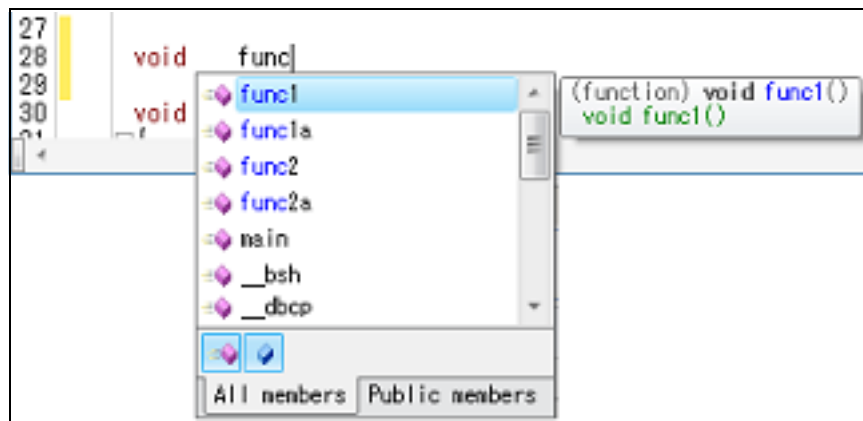 27
28 void func
29
30 void
31
func1
func1a
func2
func2a
main
__bsh
__dbcp
All members Public members
(function) void func1()
void func1()